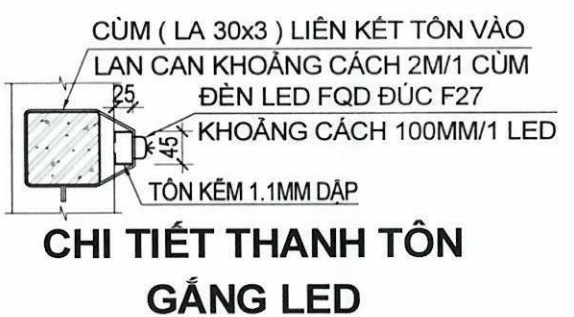 CÙM ( LA 30x3 ) LIÊN KẾT TÔN VÀO
LAN CAN KHOẢNG CÁCH 2M/1 CÙM
25
ĐÈN LED FQD ĐÚC F27
KHOẢNG CÁCH 100MM/1 LED
45
TÔN KẼM 1.1MM DẬP
CHI TIẾT THANH TÔN
GẮNG LED